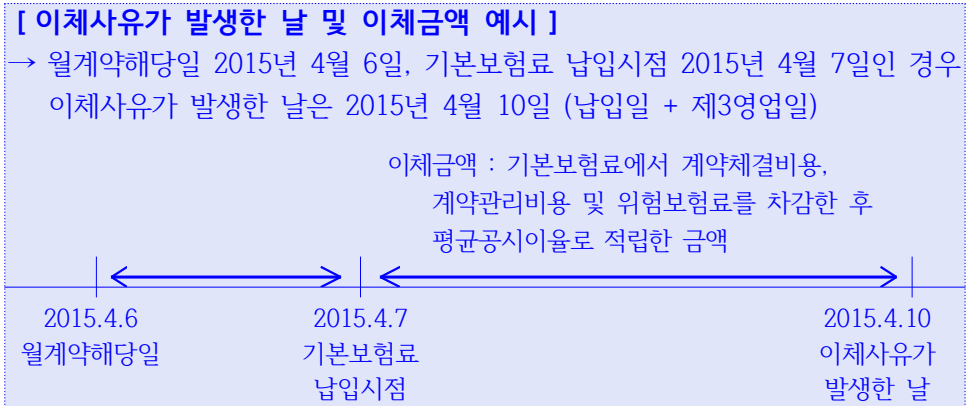 [ 이체사유가 발생한 날 및 이체금액 예시 ]
→ 월계약해당일 2015년 4월 6일, 기본보험료 납입시점 2015년 4월 7일인 경우
이체사유가 발생한 날은 2015년 4월 10일 (납입일 + 제3영업일)
이체금액 : 기본보험료에서 계약체결비용,
계약관리비용 및 위험보험료를 차감한 후
평균공시이율로 적립한 금액
2015.4.6 2015.4.7 2015.4.10
월계약해당일 기본보험료 이체사유가
납입시점 발생한 날